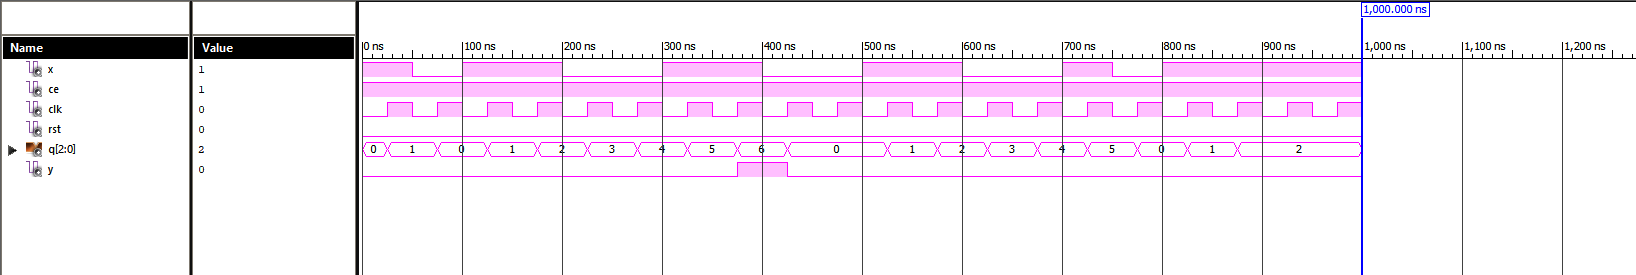 1,000.000 ns
Name Value 0 ns 100 ns 200 ns 300 ns 400 ns 500 ns 600 ns 700 ns 800 ns 900 ns 1,000 ns 1,100 ns 1,200 ns
x 1
ce 1
clk 0
rst 0
q[2:0] 2 0 1 0 1 2 3 4 5 6 0 1 2 3 4 5 0 1 2
y 0